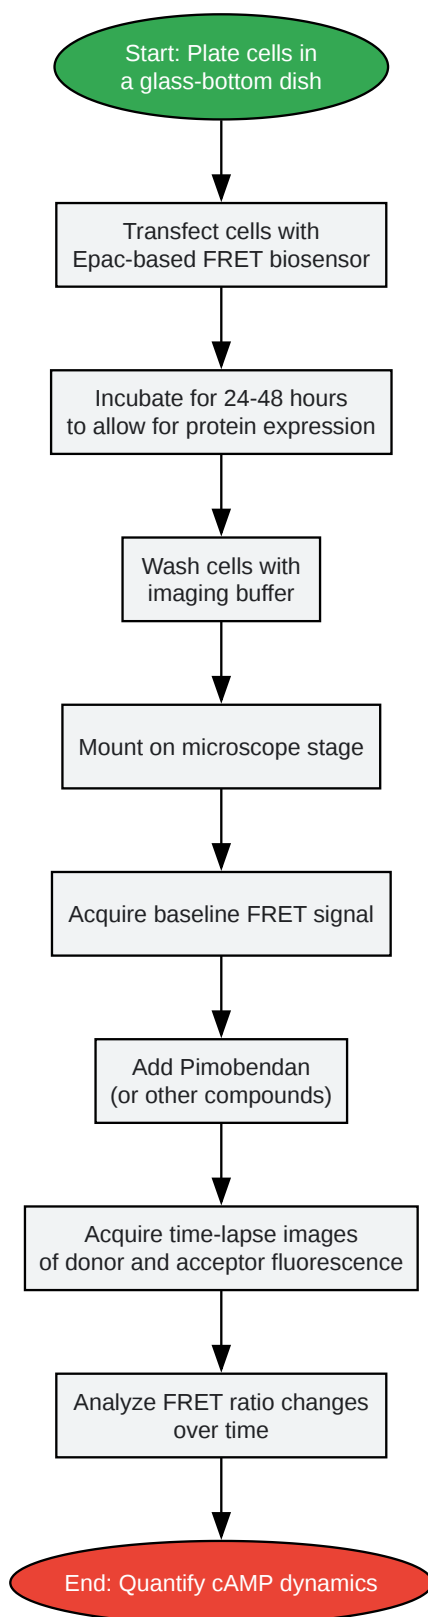 Start: Plate cells in
a glass-bottom dish
Transfect cells with
Epac-based FRET biosensor
Incubate for 24-48 hours
to allow for protein expression
Wash cells with
imaging buffer
Mount on microscope stage
Acquire baseline FRET signal
Add Pimobendan
(or other compounds)
Acquire time-lapse images
of donor and acceptor fluorescence
Analyze FRET ratio changes
over time
End: Quantify cAMP dynamics